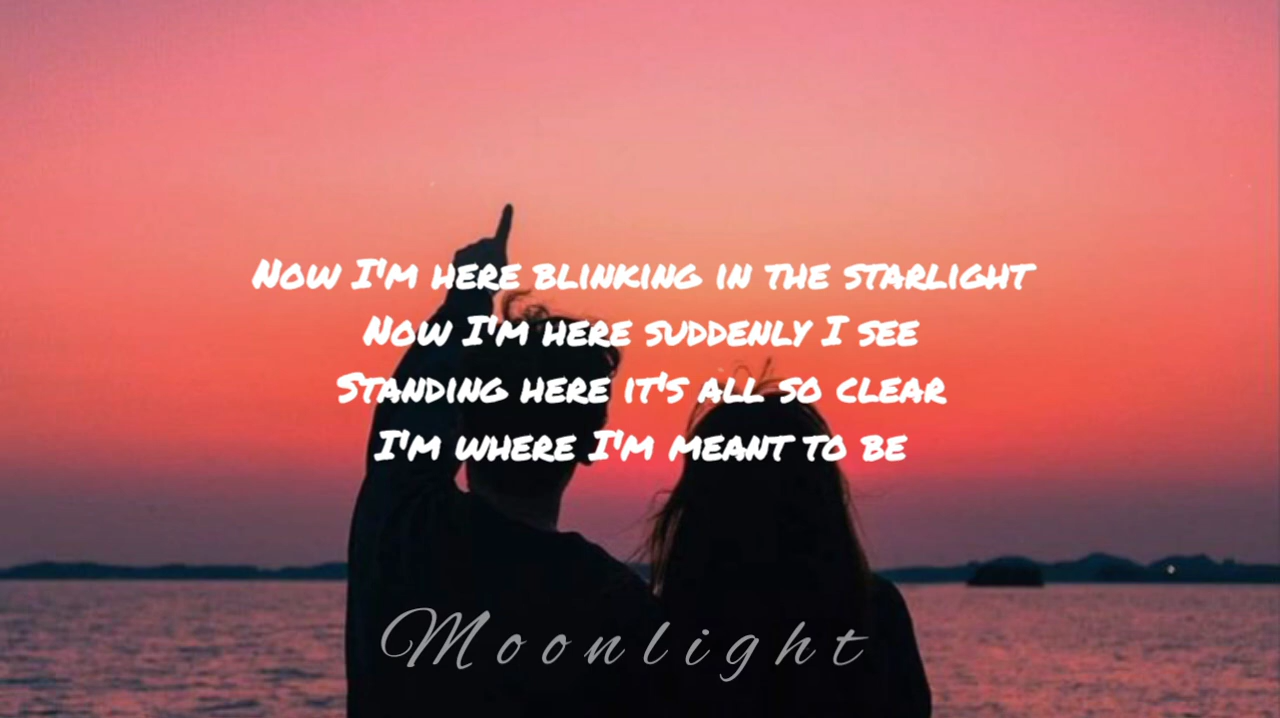 Now I'm here blinking in the starlight
Now I'm here suddenly I see
Standing here it's all so clear
I'm where I'm meant to be
Moonlight